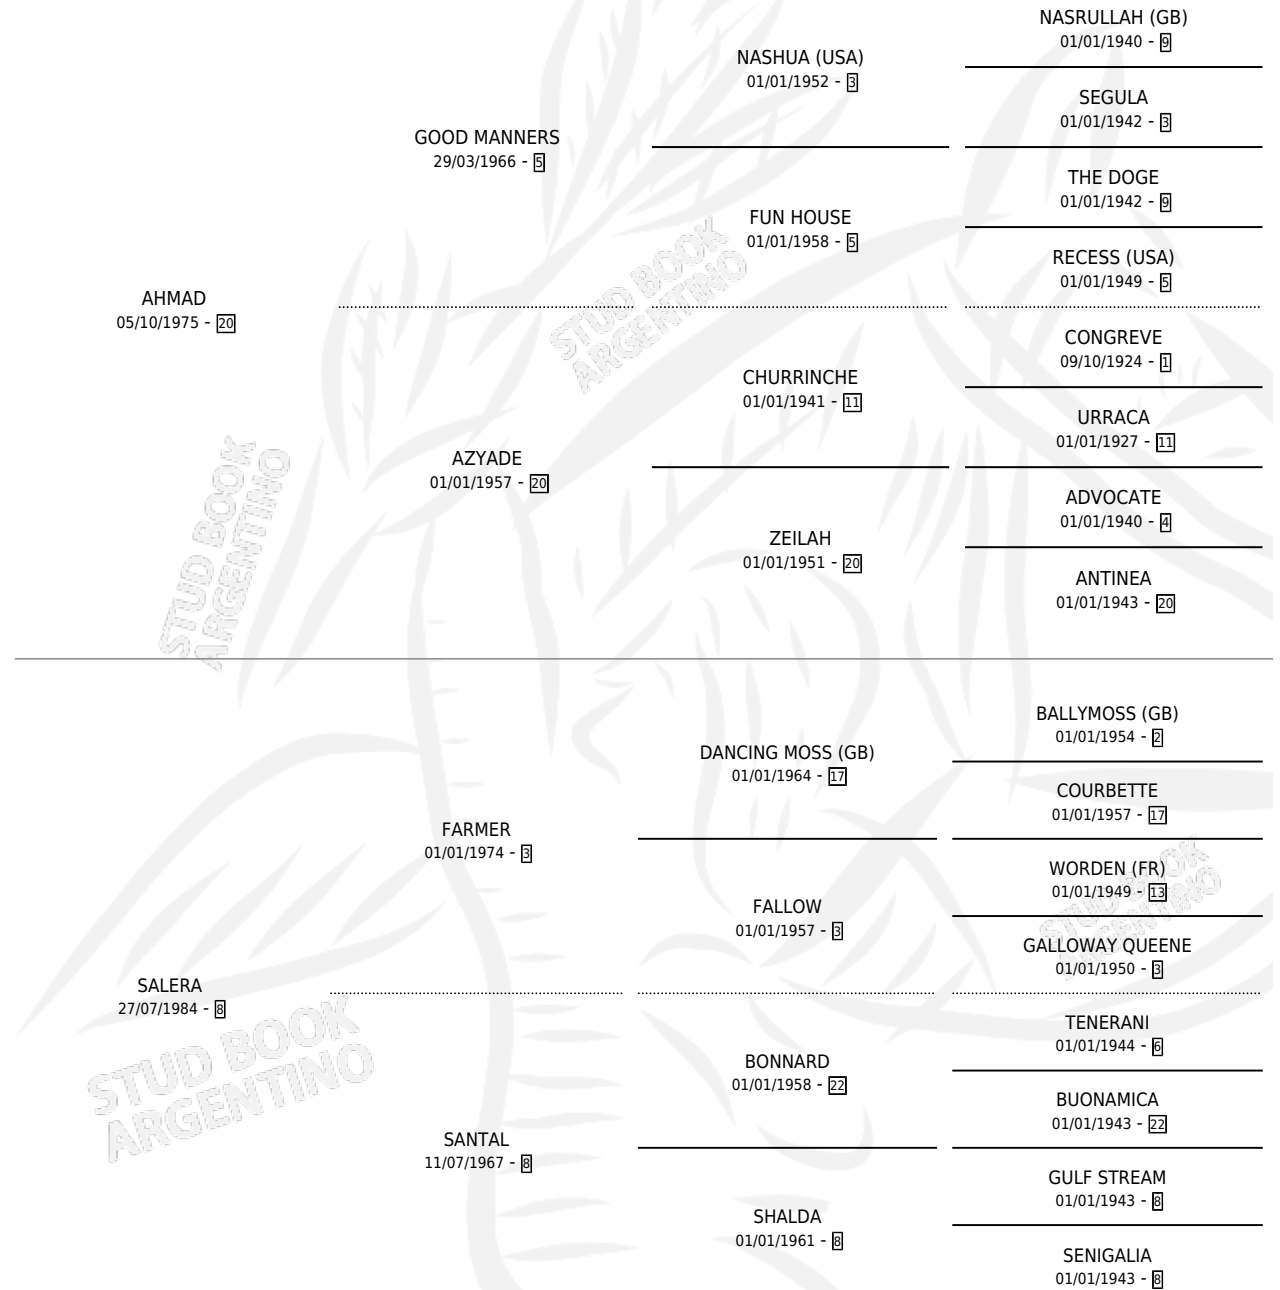 NASRULLAH (GB)
01/01/1940 - 9
NASHUA (USA)
01/01/1952 - 3
SEGULA
01/01/1942 - 3
GOOD MANNERS
29/03/1966 - 5
THE DOGE
01/01/1942 - 9
FUN HOUSE
01/01/1958 - 5
RECESS (USA)
01/01/1949 - 5
AHMAD
05/10/1975 - 20
CONGREVE
09/10/1924 - 1
CHURRINCHE
01/01/1941 - 11
URRACA
01/01/1927 - 11
AZYADE
01/01/1957 - 20
ADVOCATE
01/01/1940 - 4
ZEILAH
01/01/1951 - 20
ANTINEA
01/01/1943 - 20
BALLYMOSS (GB)
01/01/1954 - 2
DANCING MOSS (GB)
01/01/1964 - 17
COURBETTE
01/01/1957 - 17
FARMER
01/01/1974 - 3
WORDEN (FR)
01/01/1949 - 13
FALLOW
01/01/1957 - 3
GALLOWAY QUEENE
01/01/1950 - 3
SALERA
27/07/1984 - 8
TENERANI
01/01/1944 - 6
BONNARD
01/01/1958 - 22
BUONAMICA
01/01/1943 - 22
SANTAL
11/07/1967 - 8
GULF STREAM
01/01/1943 - 8
SHALDA
01/01/1961 - 8
SENIGALIA
01/01/1943 - 8
STUD BOOK
ARGENTINO
STUD BOOK
ARGENTINO
STUD BOOK
ARGENTINO
STUD BOOK
ARGENTINO